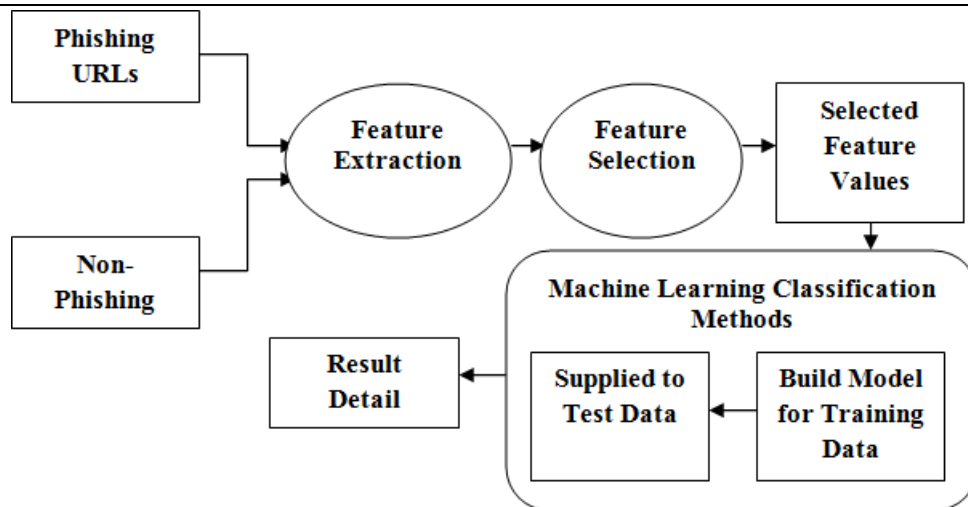 Phishing
URLs
Feature
Extraction
Feature
Selection
Selected
Feature
Values
Non-
Phishing
Machine Learning Classification
Methods
Result
Detail
Supplied to
Test Data
Build Model
for Training
Data